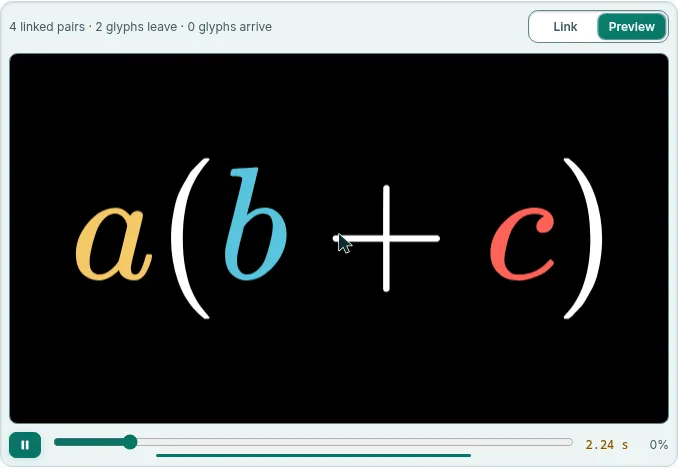 4 linked pairs · 2 glyphs leave · 0 glyphs arrive
Link
Preview
a(b + c)
2.24 s
0%